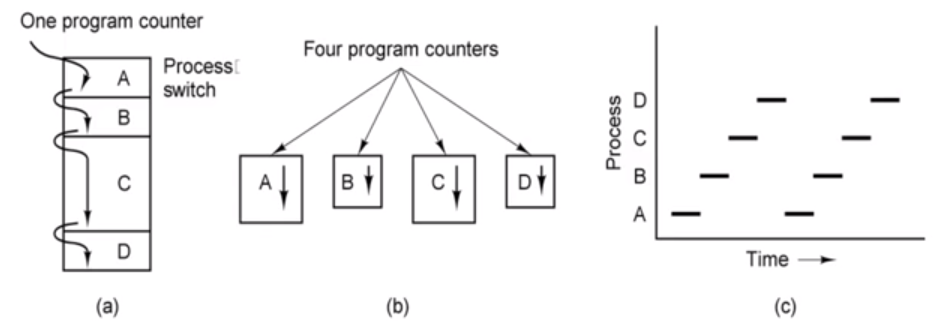 One program counter
Process
switch
A
B
C
D
(a)
Four program counters
A
B
C
D
(b)
Process
D
C
B
A
Time
(c)